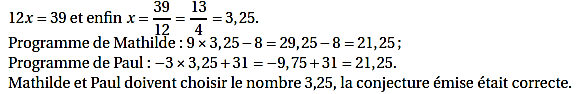 12x = 39 et enfin x = 39/12 = 13/4 = 3,25.
Programme de Mathilde : 9 × 3,25 − 8 = 29,25 − 8 = 21,25 ;
Programme de Paul : −3 × 3,25 + 31 = −9,75 + 31 = 21,25.
Mathilde et Paul doivent choisir le nombre 3,25, la conjecture émise était correcte.